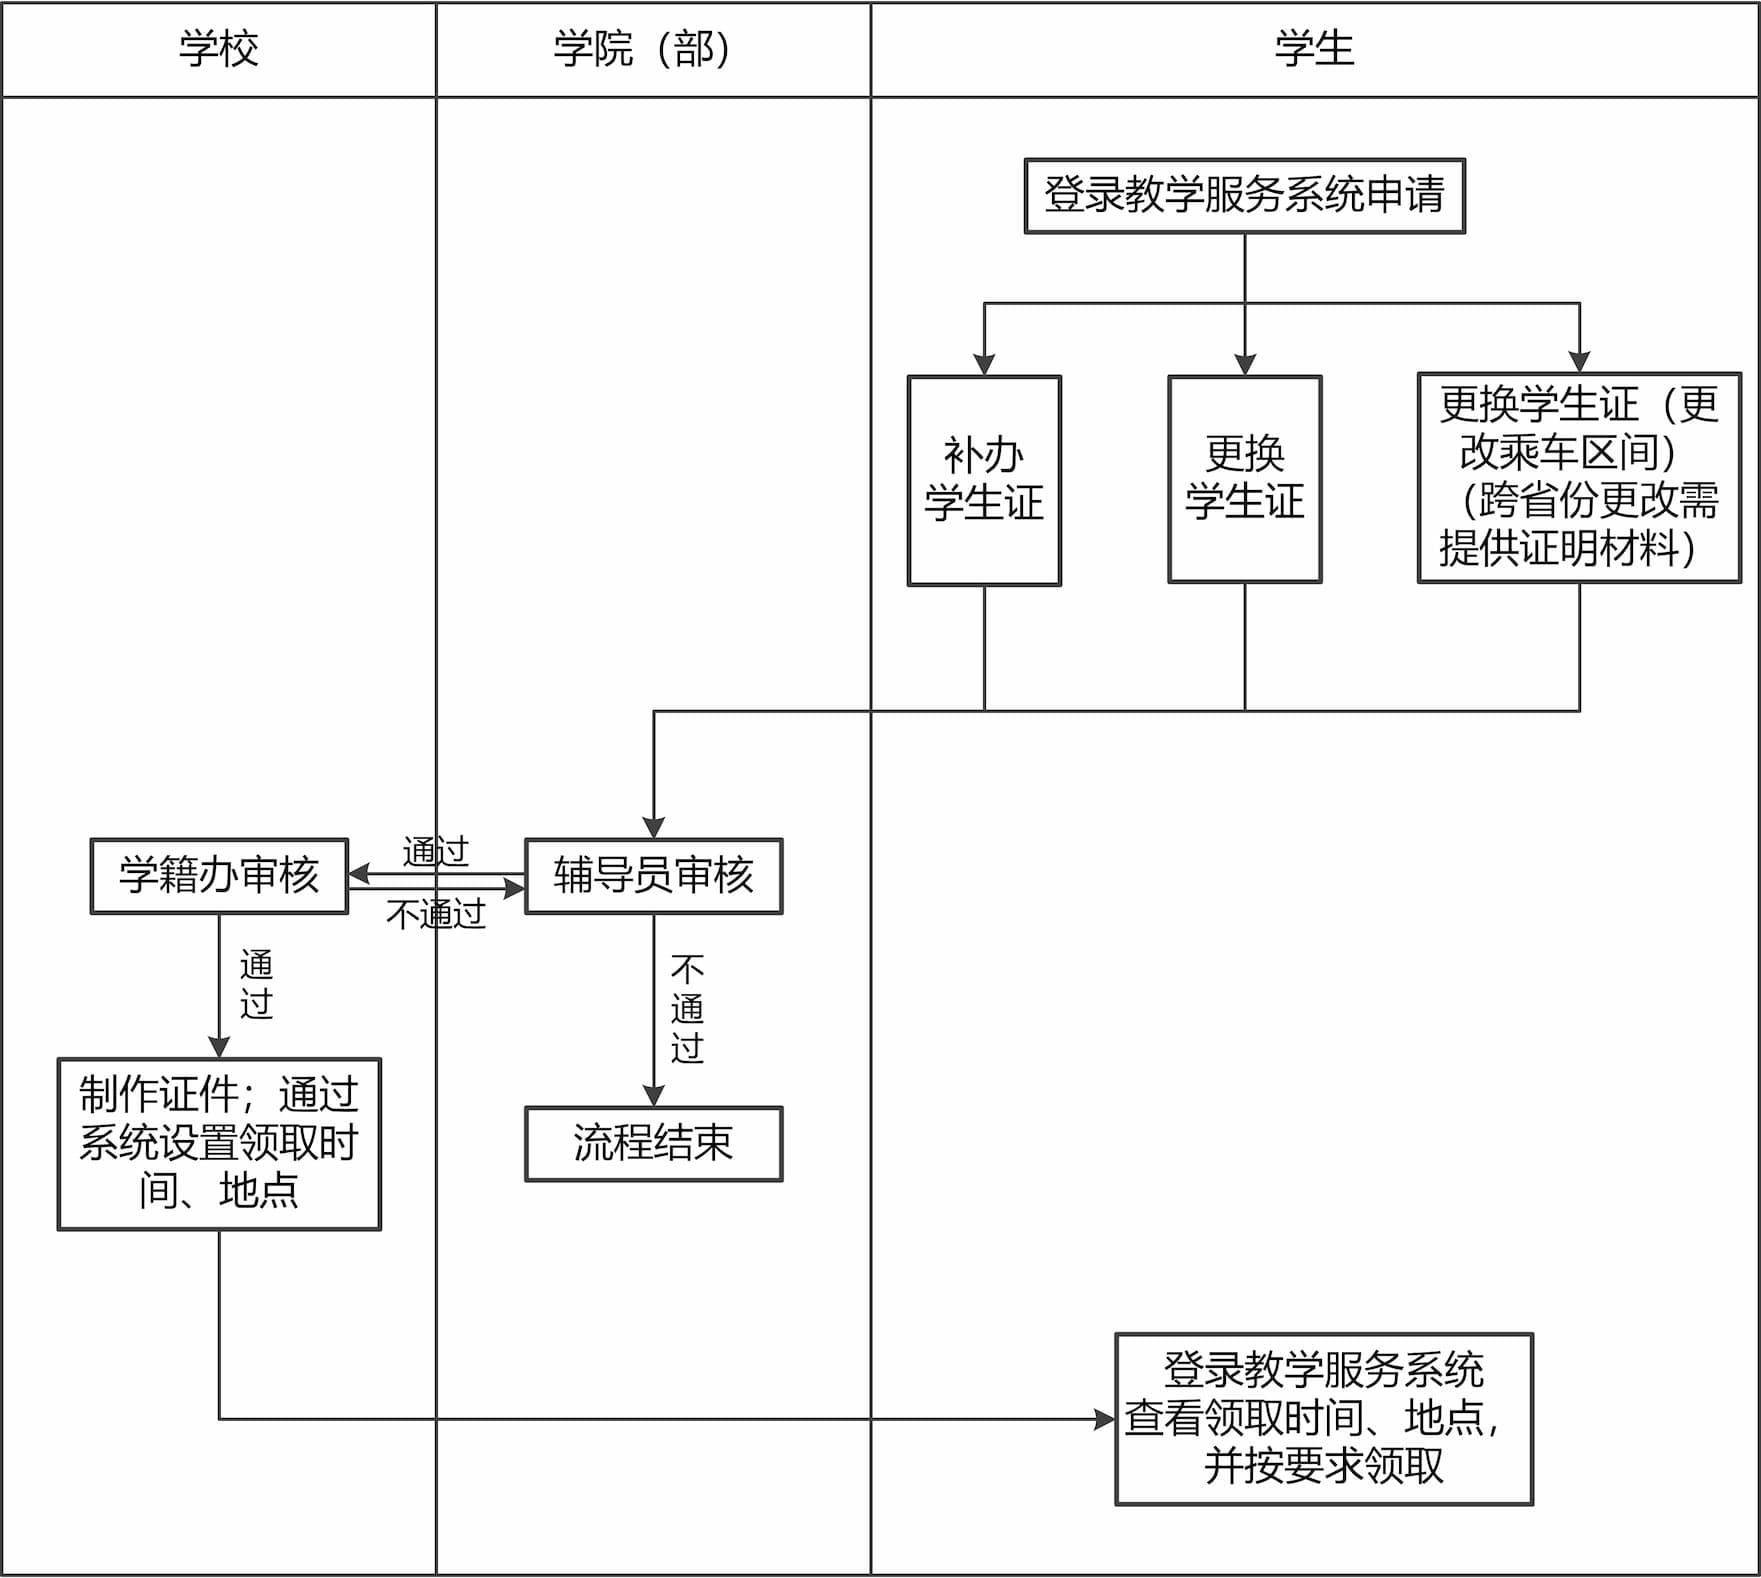 学校
学院（部）
学生
登录教学服务系统申请
补办
学生证
更换
学生证
更换学生证（更
改乘车区间）
（跨省份更改需
提供证明材料）
学籍办审核
通过
不通过
辅导员审核
通
过
不
通
过
制作证件；通过
系统设置领取时
间、地点
流程结束
登录教学服务系统
查看领取时间、地点，
并按要求领取